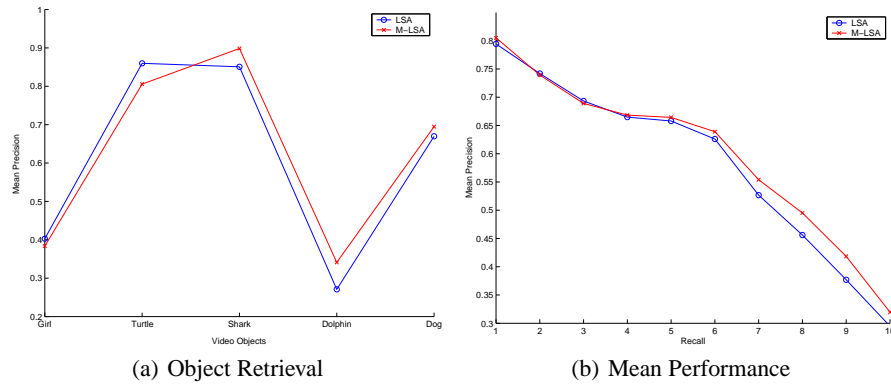 LSA
M−LSA
1
0.9
0.8
0.7
0.6
0.5
0.4
0.3
0.2
Mean Precision
Girl Turtle Shark Dolphin Dog
Video Objects
(a) Object Retrieval
LSA
M−LSA
0.8
0.75
0.7
0.65
0.6
0.55
0.5
0.45
0.4
0.35
0.3
Mean Precision
1 2 3 4 5 6 7 8 9 10
Recall
(b) Mean Performance